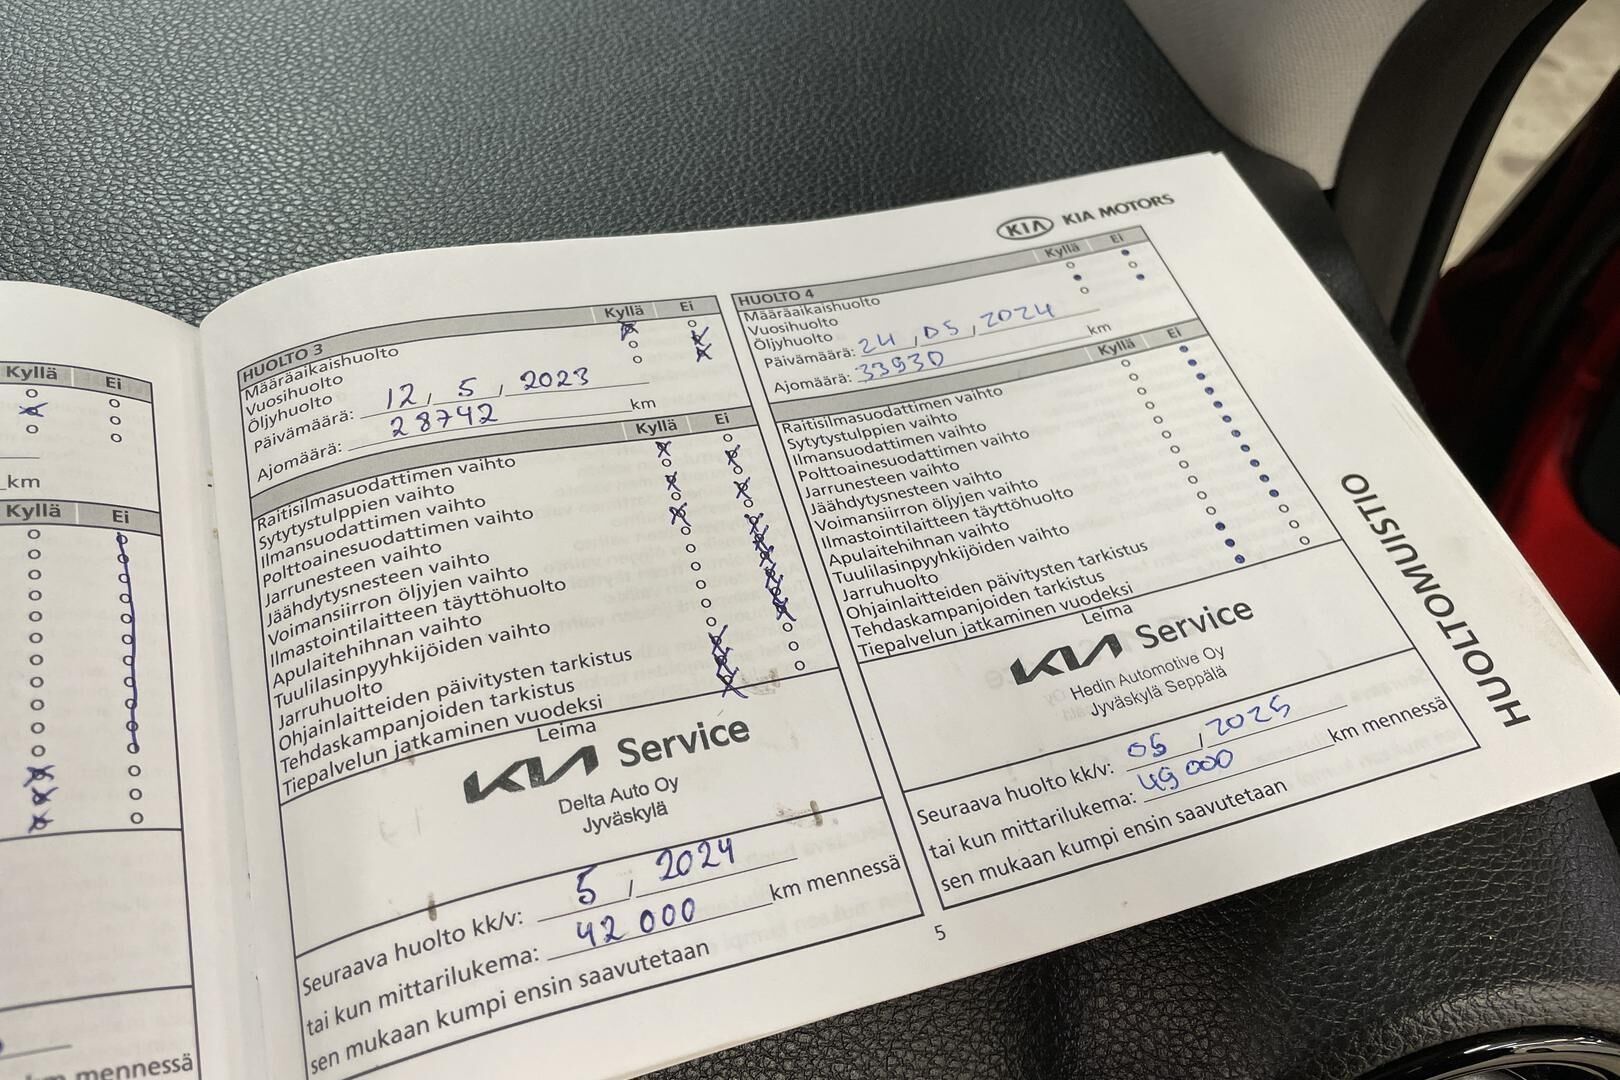 Kyllä Ei
km
Kyllä Ei
mennessä
HUOLTO 3 Kyllä Ei
Määräaikaishuolto
Vuosihuolto
Öljyhuolto
Päivämäärä: 12, 5, 2023
Ajomäärä: 28742 km
Kyllä Ei
Raitisilmasuodattimen vaihto
Sytytystulppien vaihto
Ilmansuodattimen vaihto
Polttoainesuodattimen vaihto
Jarrunesteen vaihto
Jäähdytysnesteen vaihto
Voimansiirron öljyjen vaihto
Ilmastointilaitteen täyttöhuolto
Apulaitehihnan vaihto
Tuulilasinpyyhkijöiden vaihto
Jarruhuolto
Ohjainlaitteiden päivitysten tarkistus
Tehdaskampanjoiden tarkistus
Tiepalvelun jatkaminen vuodeksi
Leima
KIA Service
Delta Auto Oy
Jyväskylä
Seuraava huolto kk/v: 5, 2024
tai kun mittarilukema: 42 000 km mennessä
sen mukaan kumpi ensin saavutetaan
KIA KIA MOTORS
HUOLTO 4 Kyllä Ei
Määräaikaishuolto
Vuosihuolto
Öljyhuolto
Päivämäärä: 24, 05, 2024
Ajomäärä: 33930 km
Kyllä Ei
Raitisilmasuodattimen vaihto
Sytytystulppien vaihto
Ilmansuodattimen vaihto
Polttoainesuodattimen vaihto
Jarrunesteen vaihto
Jäähdytysnesteen vaihto
Voimansiirron öljyjen vaihto
Ilmastointilaitteen täyttöhuolto
Apulaitehihnan vaihto
Tuulilasinpyyhkijöiden vaihto
Jarruhuolto
Ohjainlaitteiden päivitysten tarkistus
Tehdaskampanjoiden tarkistus
Tiepalvelun jatkaminen vuodeksi
Leima
KIA Service
Hedin Automotive Oy
Jyväskylä Seppälä
Seuraava huolto kk/v: 05, 2025
tai kun mittarilukema: 49 000 km mennessä
sen mukaan kumpi ensin saavutetaan
HUOLTOMUISTIO
5